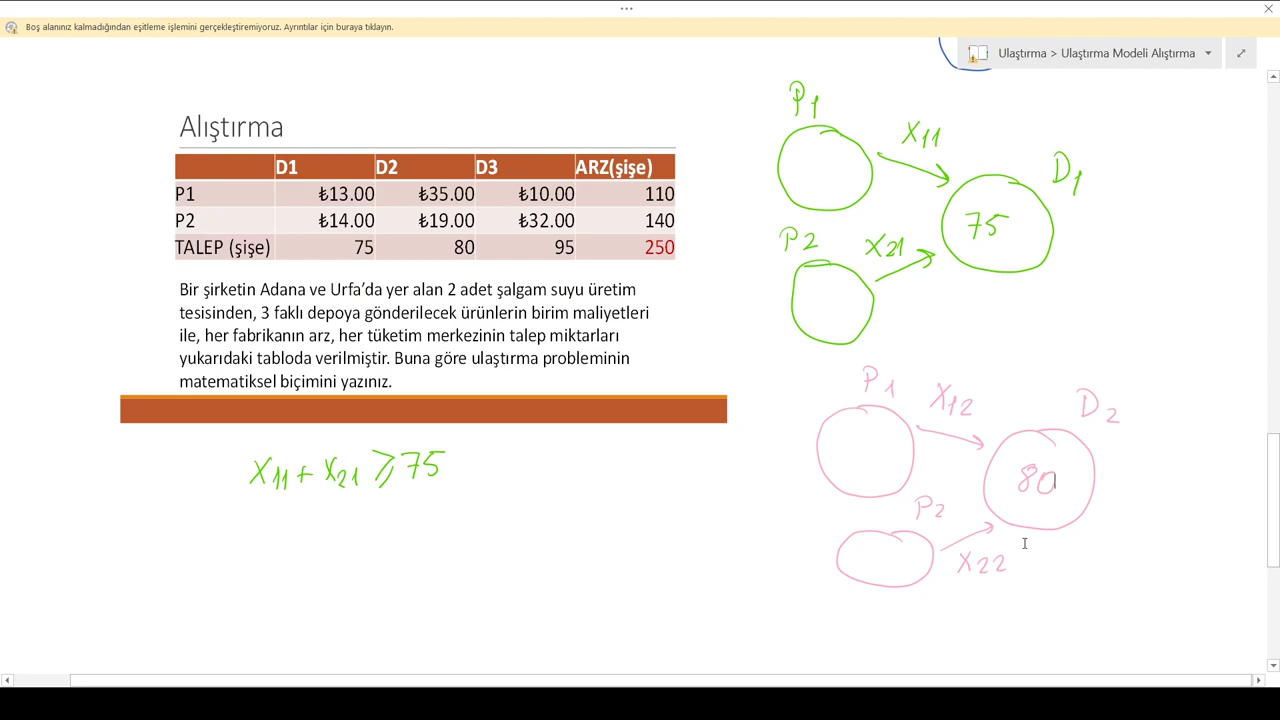 Boş alanınız kalmadığından eşitleme işlemini gerçekleştiremiyoruz. Ayrıntılar için buraya tıklayın.
Ulaştırma > Ulaştırma Modeli Alıştırma
Alıştırma
D1 D2 D3 ARZ(şişe)
P1 ₺13.00 ₺35.00 ₺10.00 110
P2 ₺14.00 ₺19.00 ₺32.00 140
TALEP (şişe) 75 80 95 250
Bir şirketin Adana ve Urfa’da yer alan 2 adet şalgam suyu üretim
tesisinden, 3 faklı depoya gönderilecek ürünlerin birim maliyetleri
ile, her fabrikanın arz, her tüketim merkezinin talep miktarları
yukarıdaki tabloda verilmiştir. Buna göre ulaştırma probleminin
matematiksel biçimini yazınız.
X11 + X21 ⩾ 75
P1
X11
D1
75
P2
X21
P1
X12
D2
80
P2
X22